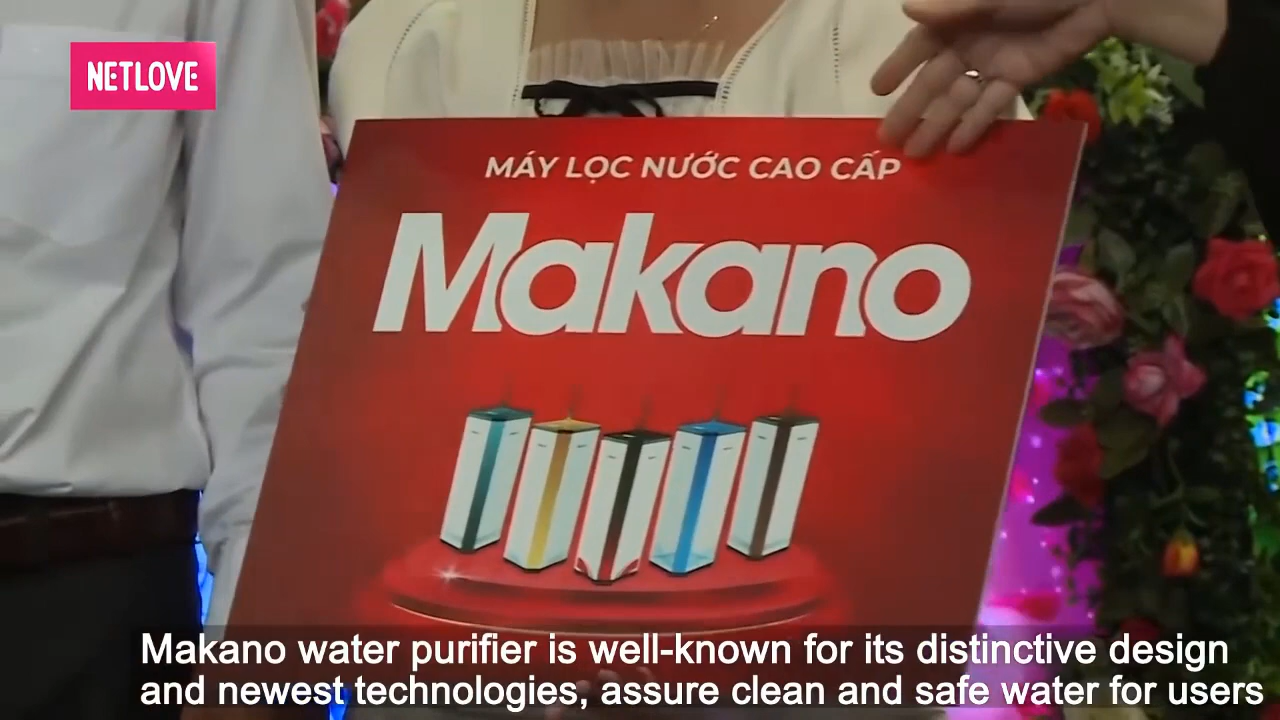 NETLOVE
MÁY LỌC NƯỚC CAO CẤP
Makano
Makano water purifier is well-known for its distinctive design
and newest technologies, assure clean and safe water for users